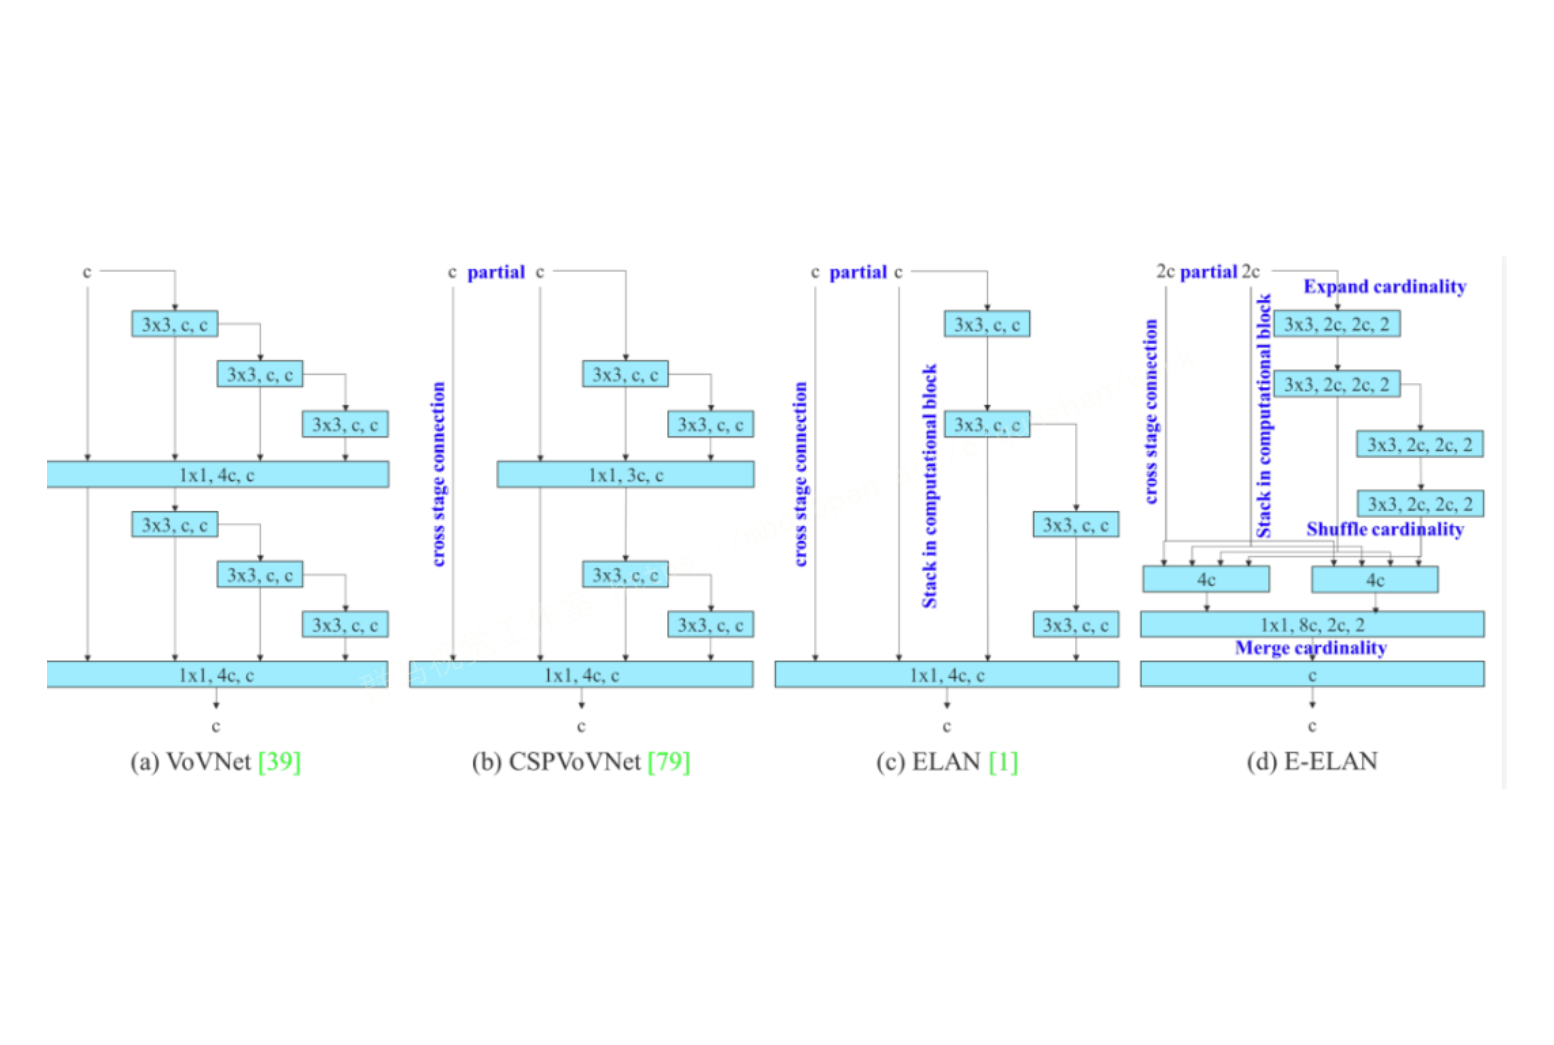 c
3x3, c, c
3x3, c, c
3x3, c, c
1x1, 4c, c
3x3, c, c
3x3, c, c
3x3, c, c
1x1, 4c, c
c
(a) VoVNet [39]
c partial c
cross stage connection
3x3, c, c
3x3, c, c
1x1, 3c, c
3x3, c, c
3x3, c, c
1x1, 4c, c
c
(b) CSPVoVNet [79]
c partial c
cross stage connection
Stack in computational block
3x3, c, c
3x3, c, c
3x3, c, c
3x3, c, c
1x1, 4c, c
c
(c) ELAN [1]
2c partial 2c
Expand cardinality
cross stage connection
Stack in computational block
3x3, 2c, 2c, 2
3x3, 2c, 2c, 2
3x3, 2c, 2c, 2
3x3, 2c, 2c, 2
Shuffle cardinality
4c
4c
1x1, 8c, 2c, 2
Merge cardinality
c
c
(d) E-ELAN